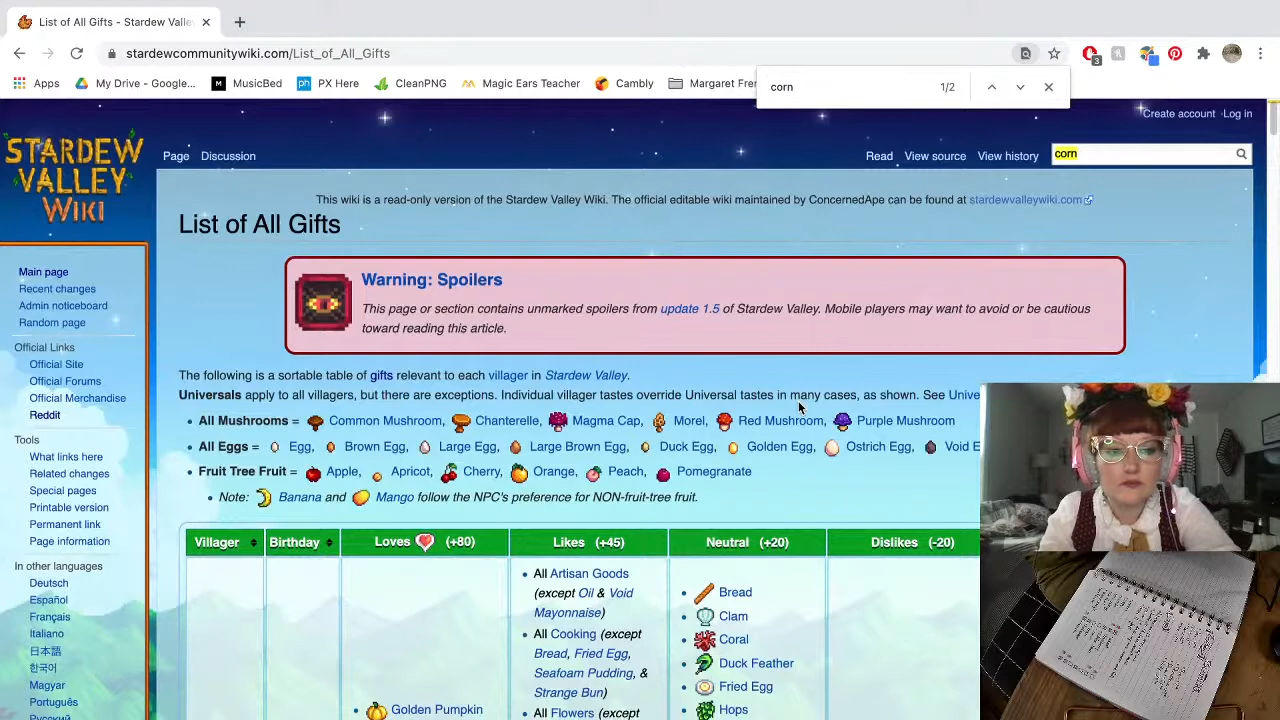 List of All Gifts - Stardew Valle
stardewcommunitywiki.com/List_of_All_Gifts
3
Apps
My Drive - Google...
M
MusicBed
ph
PX Here
CleanPNG
Magic Ears Teacher
Cambly
Margaret Fre
corn
1/2
Create account
Log in
STARDEW
VALLEY
WIKI
Page
Discussion
Read
View source
View history
corn
This wiki is a read-only version of the Stardew Valley Wiki. The official editable wiki maintained by ConcernedApe can be found at stardewvalleywiki.com
List of All Gifts
Warning: Spoilers
This page or section contains unmarked spoilers from update 1.5 of Stardew Valley. Mobile players may want to avoid or be cautious
toward reading this article.
The following is a sortable table of gifts relevant to each villager in Stardew Valley.
Universals apply to all villagers, but there are exceptions. Individual villager tastes override Universal tastes in many cases, as shown. See Unive
All Mushrooms = Common Mushroom, Chanterelle, Magma Cap, Morel, Red Mushroom, Purple Mushroom
All Eggs = Egg, Brown Egg, Large Egg, Large Brown Egg, Duck Egg, Golden Egg, Ostrich Egg, Void E
Fruit Tree Fruit = Apple, Apricot, Cherry, Orange, Peach, Pomegranate
Note: Banana and Mango follow the NPC's preference for NON-fruit-tree fruit.
Villager
Birthday
Loves (+80)
Likes (+45)
Neutral (+20)
Dislikes (-20)
Golden Pumpkin
All Artisan Goods
(except Oil & Void
Mayonnaise)
All Cooking (except
Bread, Fried Egg,
Seafoam Pudding, &
Strange Bun)
All Flowers (except
Bread
Clam
Coral
Duck Feather
Fried Egg
Hops
Main page
Recent changes
Admin noticeboard
Random page
Official Links
Official Site
Official Forums
Official Merchandise
Reddit
Tools
What links here
Related changes
Special pages
Printable version
Permanent link
Page information
In other languages
Deutsch
Español
Français
Italiano
日本語
한국어
Magyar
Português
Русский